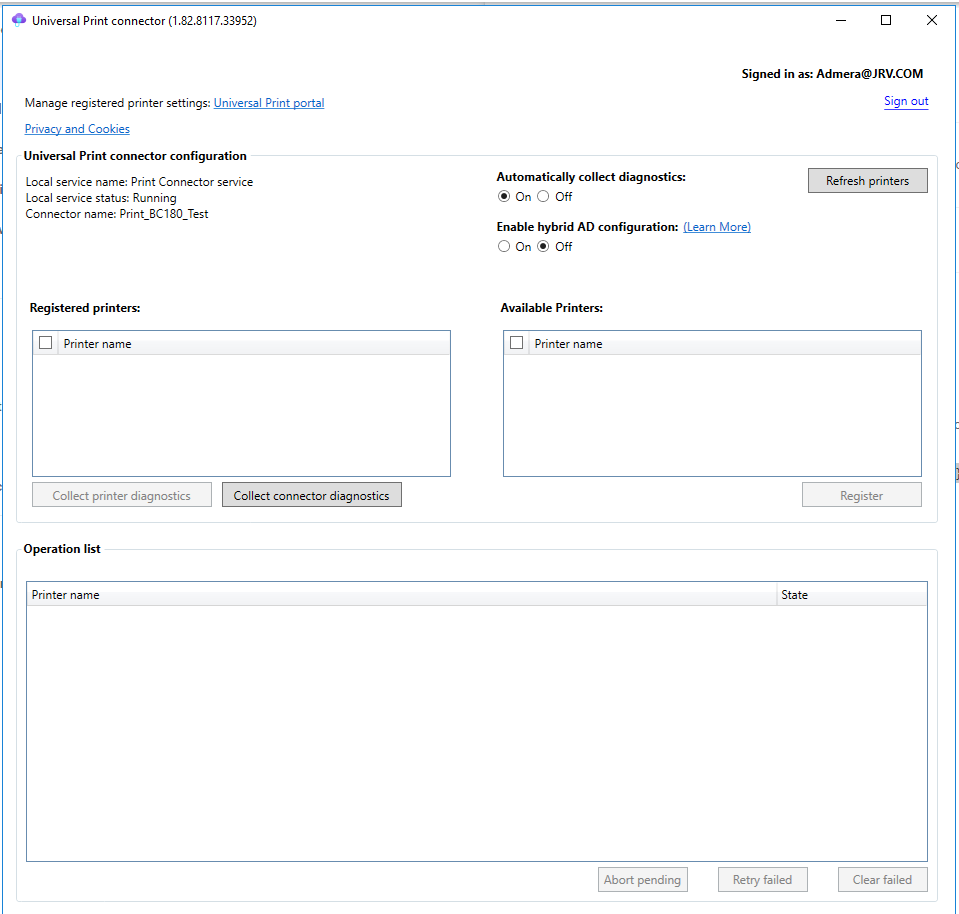 Universal Print connector (1.82.8117.33952)
Signed in as: Admera@JRV.COM
Manage registered printer settings: Universal Print portal
Sign out
Privacy and Cookies
Universal Print connector configuration
Local service name: Print Connector service
Local service status: Running
Connector name: Print_BC180_Test
Automatically collect diagnostics:
On Off
Enable hybrid AD configuration: (Learn More)
On Off
Refresh printers
Registered printers:
Printer name
Collect printer diagnostics
Collect connector diagnostics
Available Printers:
Printer name
Register
Operation list
Printer name State
Abort pending Retry failed Clear failed